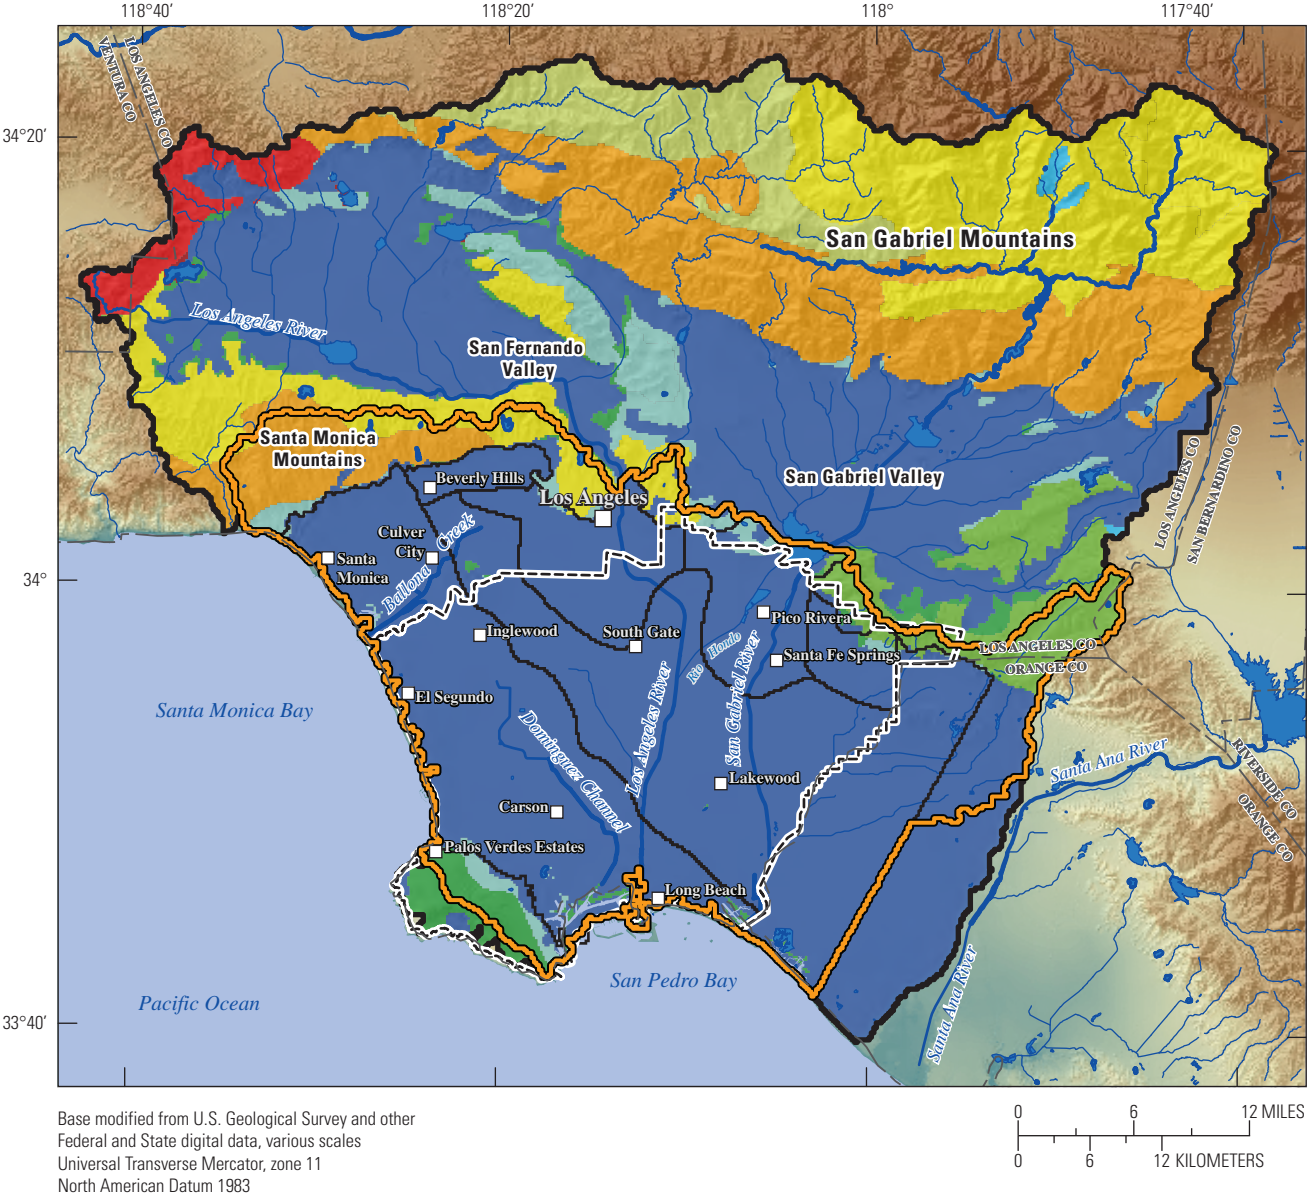 118°40′
118°20′
118°
117°40′
34°20′
34°
33°40′
LOS ANGELES CO
VENTURA CO
San Gabriel Mountains
Los Angeles River
San Fernando
Valley
Santa Monica
Mountains
San Gabriel Valley
LOS ANGELES CO
SAN BERNARDINO CO
Beverly Hills
Los Angeles
Culver
City
Ballona Creek
Santa
Monica
Inglewood
South Gate
Pico Rivera
Rio Hondo
Santa Fe Springs
LOS ANGELES CO
ORANGE CO
El Segundo
Santa Monica Bay
Dominguez Channel
Los Angeles River
San Gabriel River
Lakewood
Santa Ana River
RIVERSIDE CO
ORANGE CO
Carson
Palos Verdes Estates
Long Beach
San Pedro Bay
Pacific Ocean
Santa Ana River
Base modified from U.S. Geological Survey and other
Federal and State digital data, various scales
Universal Transverse Mercator, zone 11
North American Datum 1983
0 6 12 MILES
0 6 12 KILOMETERS